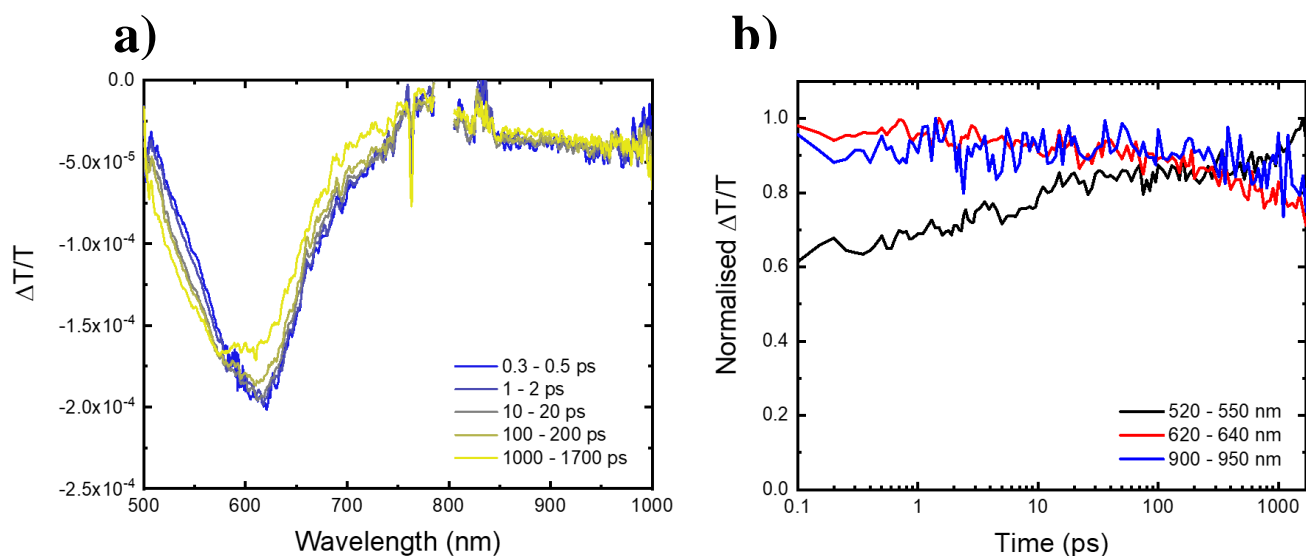 a)
0.0
-5.0x10⁻⁵
-1.0x10⁻⁴
-1.5x10⁻⁴
-2.0x10⁻⁴
-2.5x10⁻⁴
ΔT/T
500 600 700 800 900 1000
Wavelength (nm)
0.3 - 0.5 ps
1 - 2 ps
10 - 20 ps
100 - 200 ps
1000 - 1700 ps
b)
1.0
0.8
0.6
0.4
0.2
0.0
Normalised ΔT/T
0.1 1 10 100 1000
Time (ps)
520 - 550 nm
620 - 640 nm
900 - 950 nm